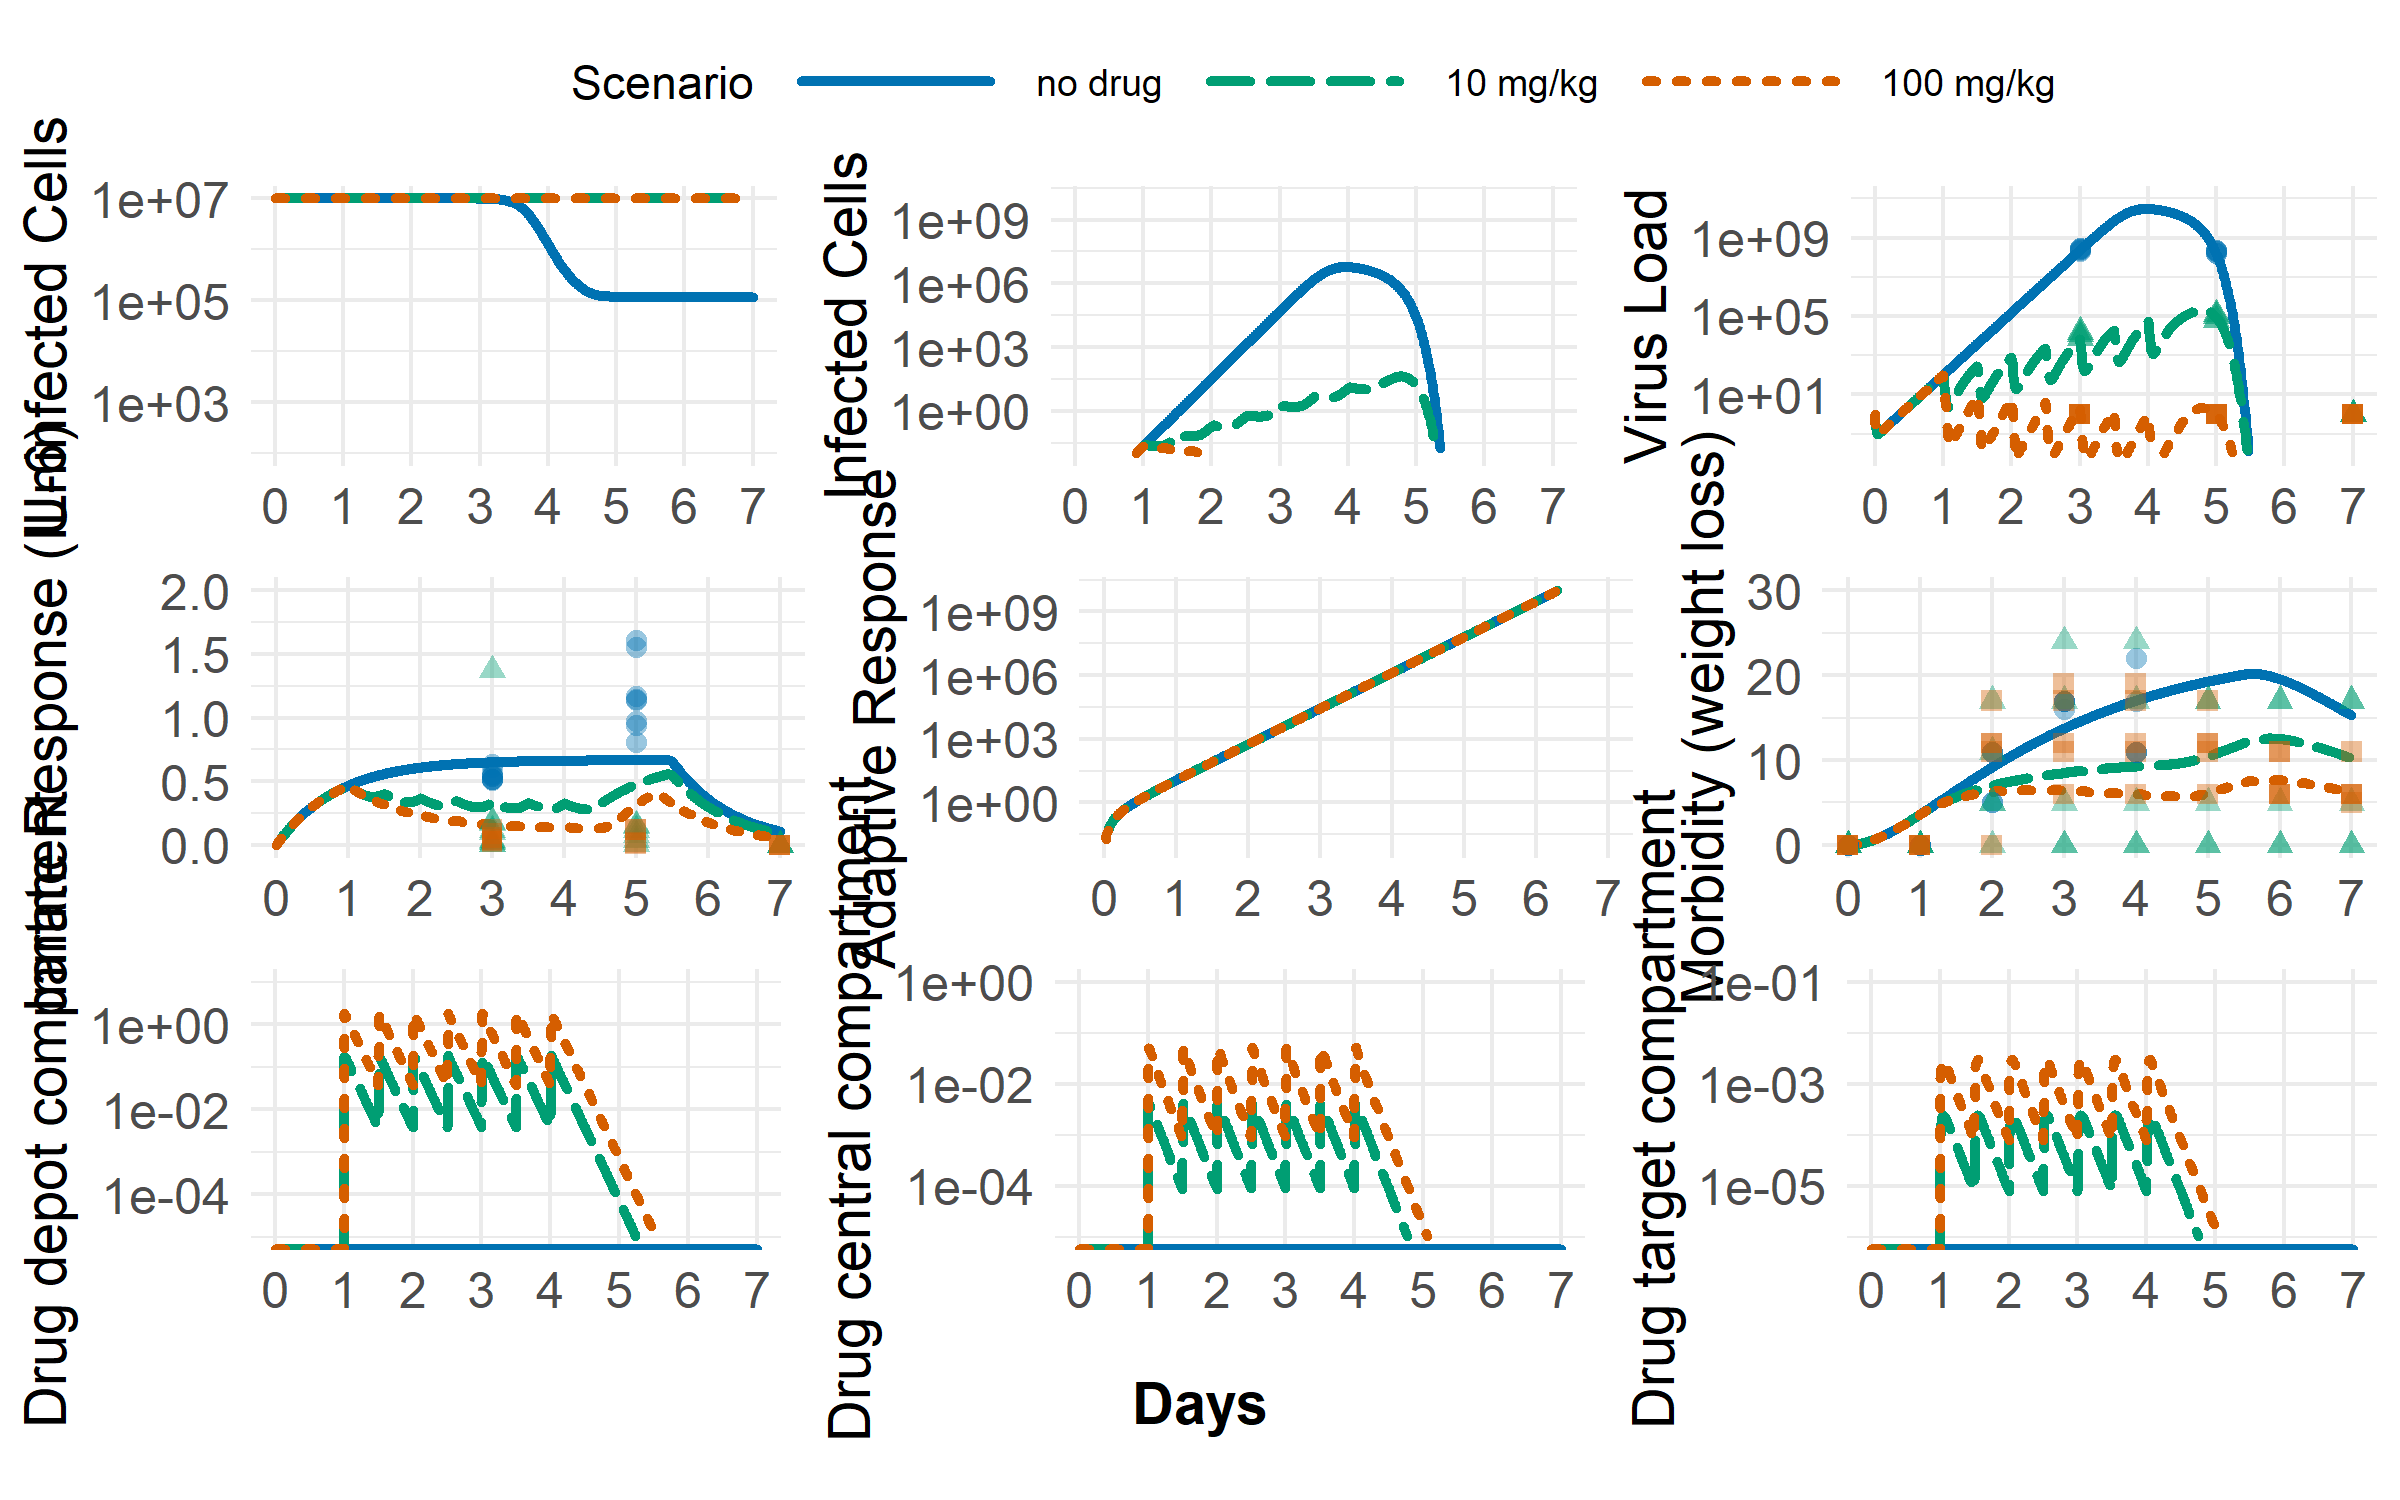 Scenario no drug 10 mg/kg 100 mg/kg
Uninfected Cells
1e+07
1e+05
1e+03
0 1 2 3 4 5 6 7
Infected Cells
1e+09
1e+06
1e+03
1e+00
0 1 2 3 4 5 6 7
Virus Load
1e+09
1e+05
1e+01
0 1 2 3 4 5 6 7
Innate Response (IL-6)
2.0
1.5
1.0
0.5
0.0
0 1 2 3 4 5 6 7
Adaptive Response
1e+09
1e+06
1e+03
1e+00
0 1 2 3 4 5 6 7
Morbidity (weight loss)
30
20
10
0
0 1 2 3 4 5 6 7
Drug depot compartment
1e+00
1e-02
1e-04
0 1 2 3 4 5 6 7
Drug central compartment
1e+00
1e-02
1e-04
0 1 2 3 4 5 6 7
Drug target compartment
1e-01
1e-03
1e-05
0 1 2 3 4 5 6 7
Days